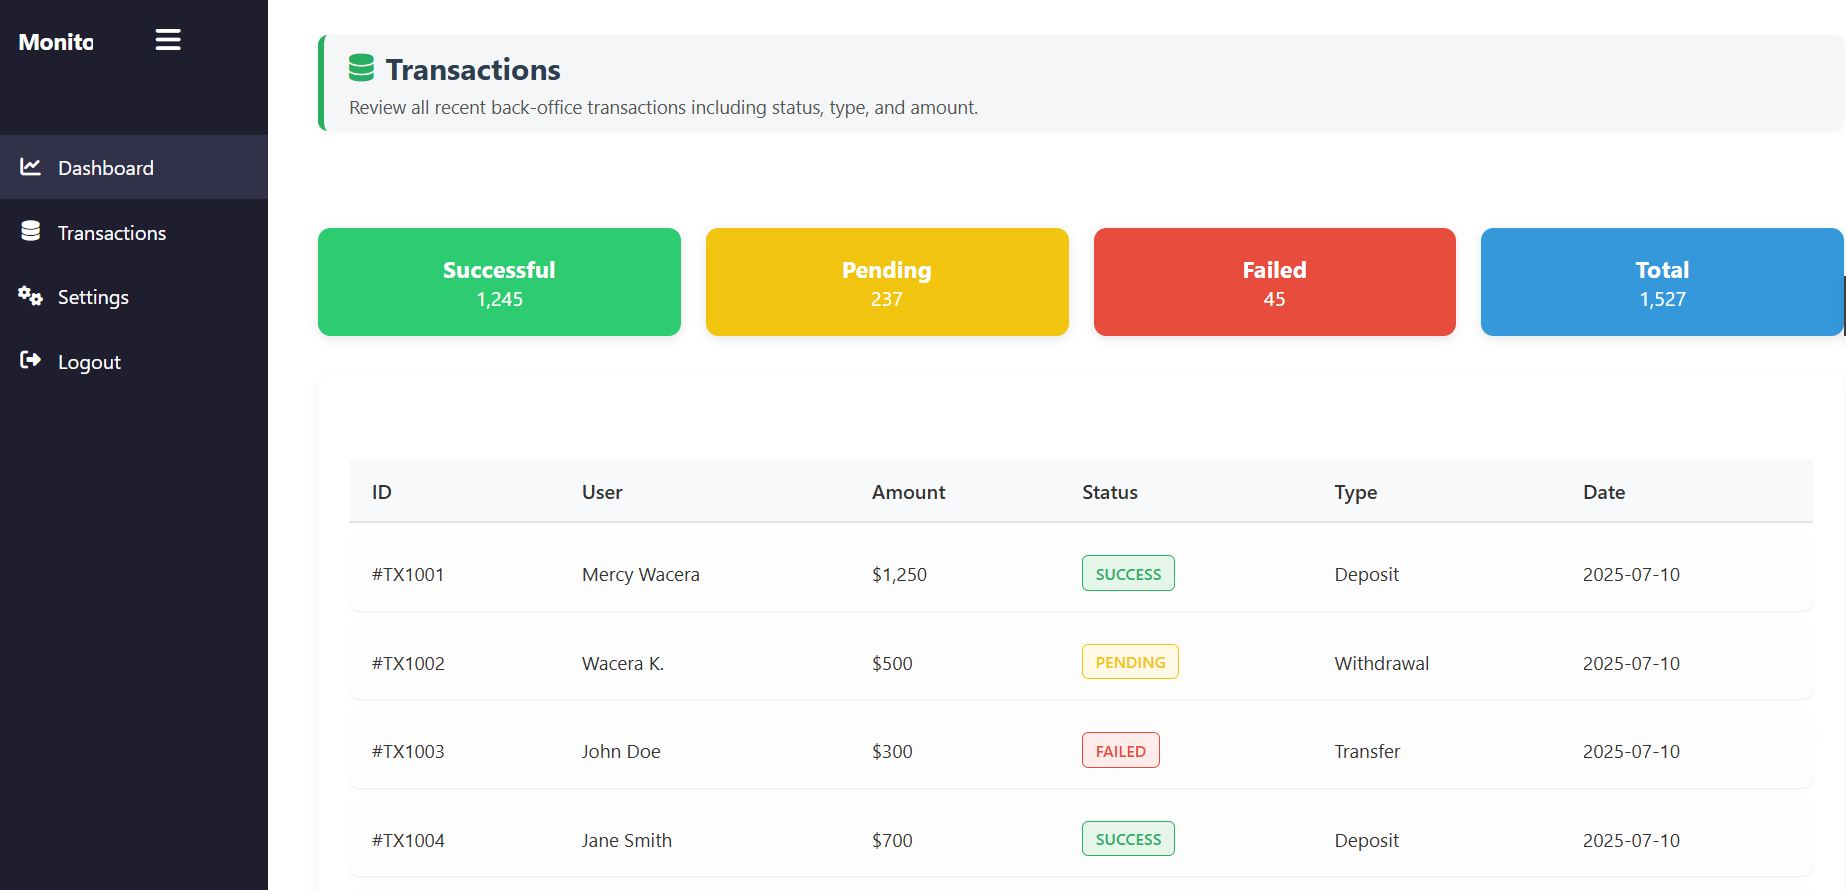 Monito
Dashboard
Transactions
Settings
Logout
Transactions
Review all recent back-office transactions including status, type, and amount.
Successful
1,245
Pending
237
Failed
45
Total
1,527
ID User Amount Status Type Date
#TX1001 Mercy Wacera $1,250 SUCCESS Deposit 2025-07-10
#TX1002 Wacera K. $500 PENDING Withdrawal 2025-07-10
#TX1003 John Doe $300 FAILED Transfer 2025-07-10
#TX1004 Jane Smith $700 SUCCESS Deposit 2025-07-10